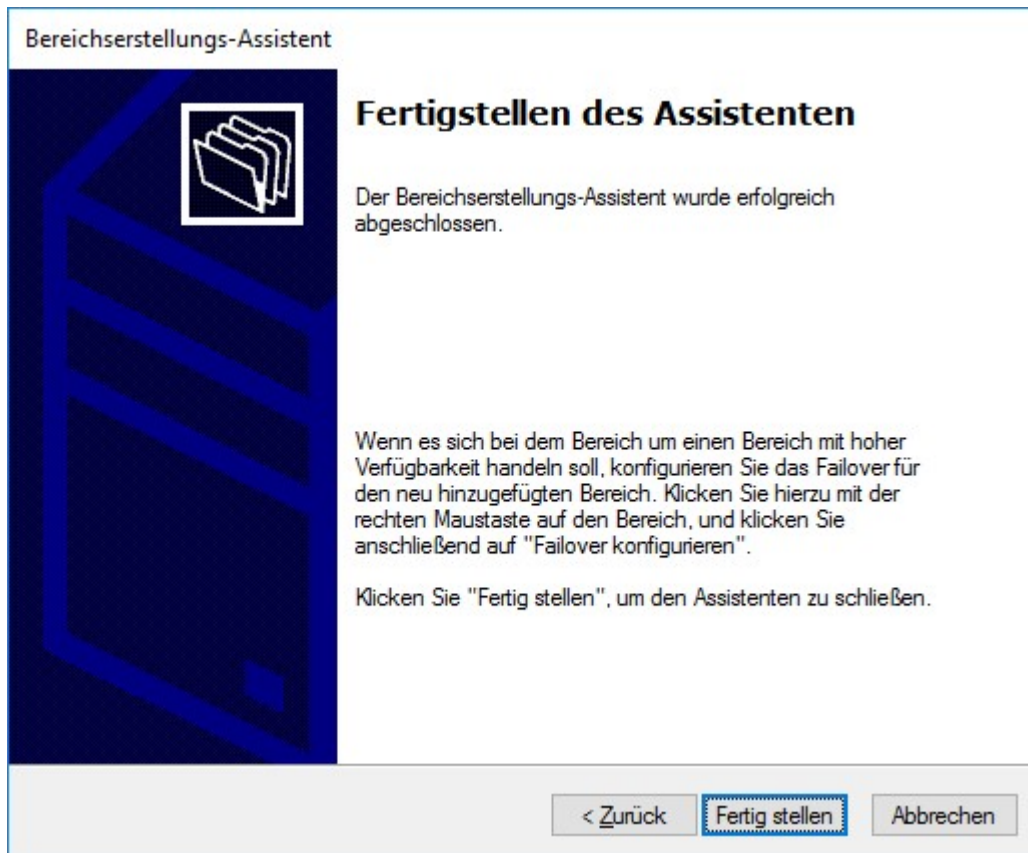 Bereichserstellungs-Assistent
Fertigstellen des Assistenten
Der Bereichserstellungs-Assistent wurde erfolgreich
abgeschlossen.
Wenn es sich bei dem Bereich um einen Bereich mit hoher
Verfügbarkeit handeln soll, konfigurieren Sie das Failover für
den neu hinzugefügten Bereich. Klicken Sie hierzu mit der
rechten Maustaste auf den Bereich, und klicken Sie
anschließend auf "Failover konfigurieren".
Klicken Sie "Fertig stellen", um den Assistenten zu schließen.
< Zurück Fertig stellen Abbrechen